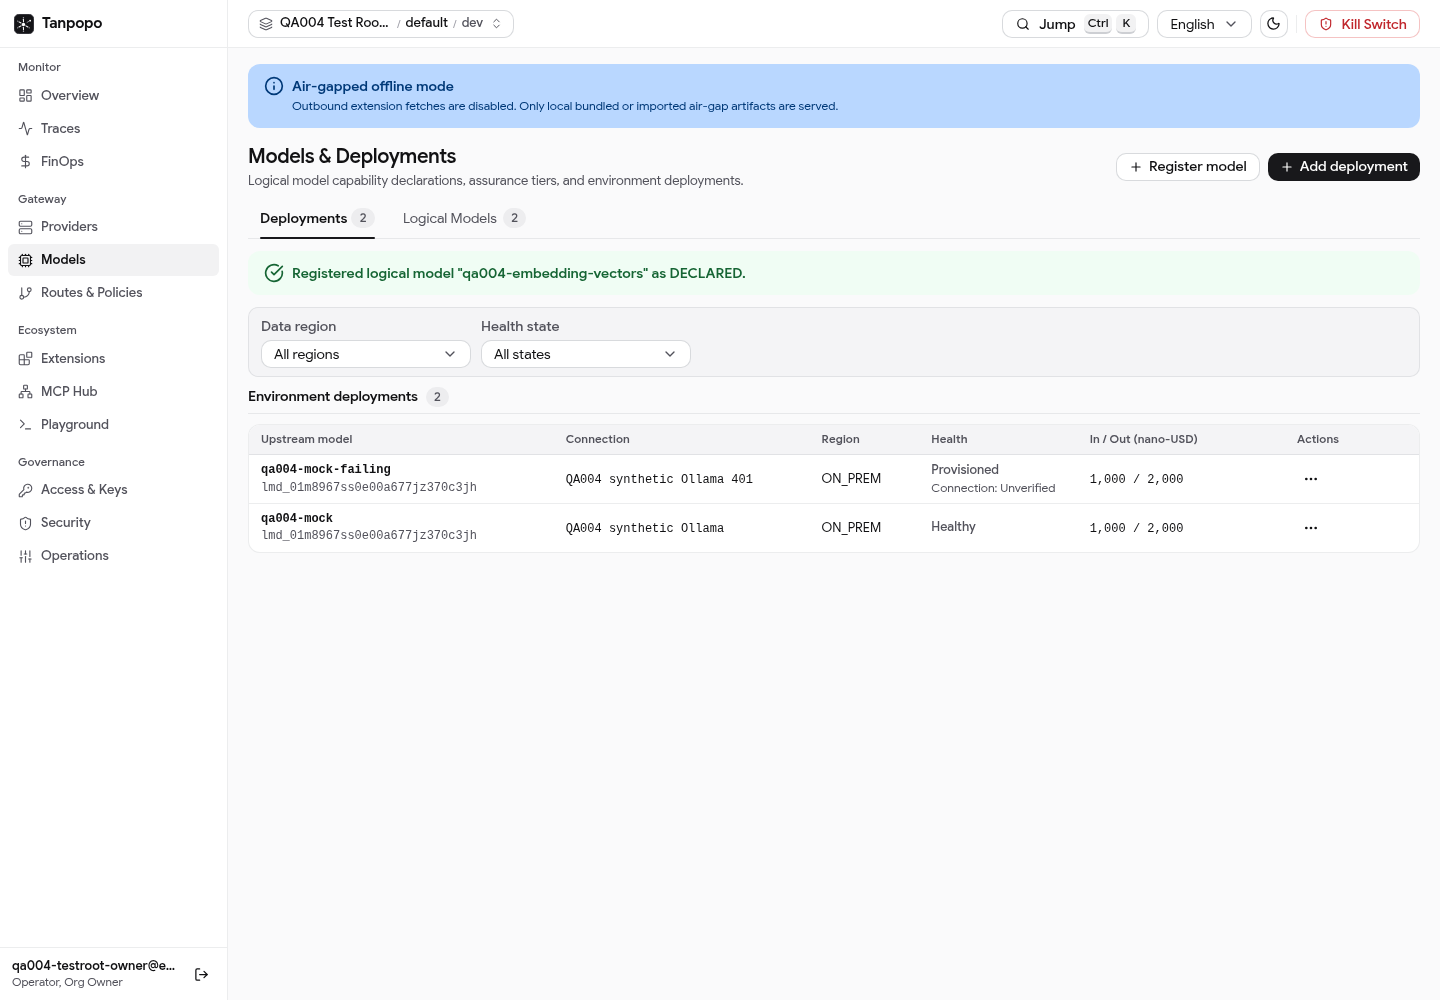 Tanpopo
QA004 Test Roo... / default / dev
Jump Ctrl K
English
Kill Switch
Monitor
Overview
Traces
FinOps
Gateway
Providers
Models
Routes & Policies
Ecosystem
Extensions
MCP Hub
Playground
Governance
Access & Keys
Security
Operations
qa004-testroot-owner@e...
Operator, Org Owner
Air-gapped offline mode
Outbound extension fetches are disabled. Only local bundled or imported air-gap artifacts are served.
Models & Deployments
Logical model capability declarations, assurance tiers, and environment deployments.
Register model
Add deployment
Deployments 2
Logical Models 2
Registered logical model "qa004-embedding-vectors" as DECLARED.
Data region
Health state
All regions
All states
Environment deployments 2
Upstream model Connection Region Health In / Out (nano-USD) Actions
qa004-mock-failing
lmd_01m8967ss0e00a677jz370c3jh
QA004 synthetic Ollama 401
ON_PREM
Provisioned
Connection: Unverified
1,000 / 2,000
qa004-mock
lmd_01m8967ss0e00a677jz370c3jh
QA004 synthetic Ollama
ON_PREM
Healthy
1,000 / 2,000